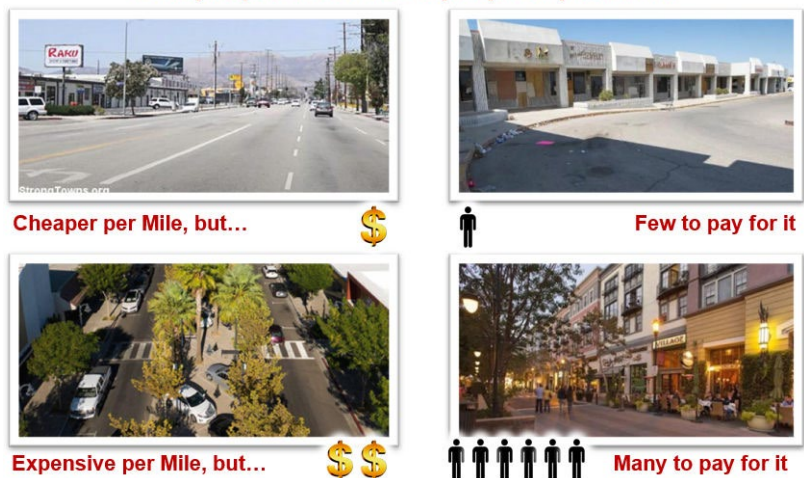 RAKU
StrongTowns.org
Cheaper per Mile, but…
$
Few to pay for it
VILLAGE
Expensive per Mile, but…
$ $
Many to pay for it